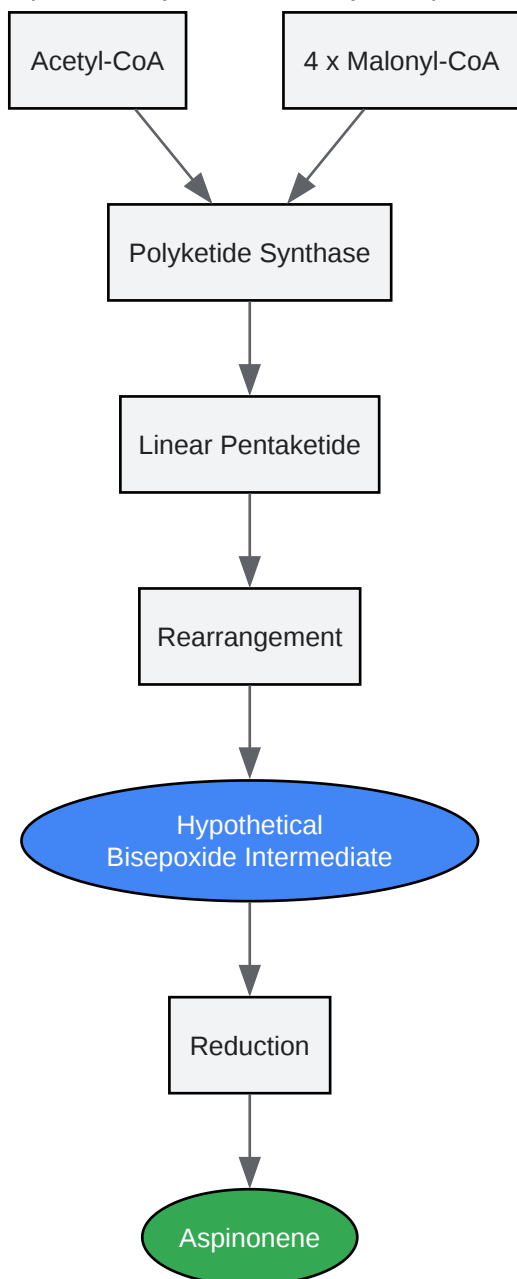 Acetyl-CoA
4 x Malonyl-CoA
Polyketide Synthase
Linear Pentaketide
Rearrangement
Hypothetical
Bisepoxide Intermediate
Reduction
Aspinonene